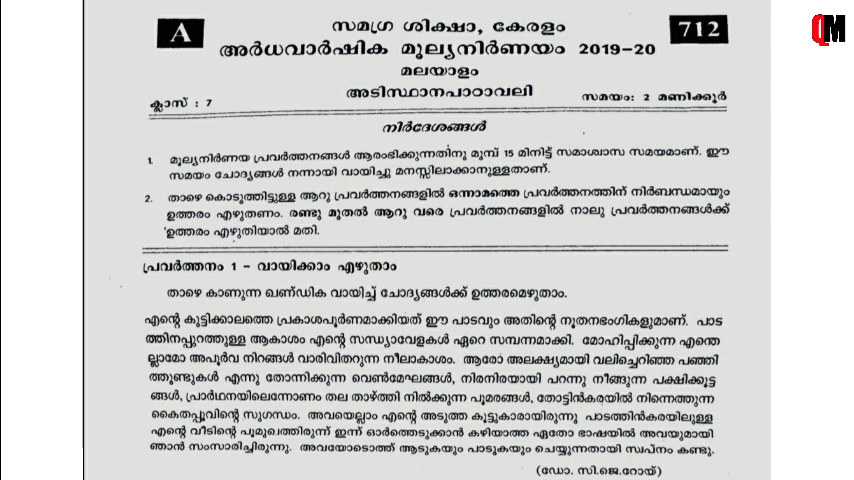 A
സമഗ്ര ശിക്ഷാ, കേരളം
712
അർധവാർഷിക മൂല്യനിർണയം 2019-20
മലയാളം
അടിസ്ഥാനപാഠാവലി
ക്ലാസ് : 7
സമയം: 2 മണിക്കൂർ
നിർദേശങ്ങൾ
1. മൂല്യനിർണയ പ്രവർത്തനങ്ങൾ ആരംഭിക്കുന്നതിനു മുമ്പ് 15 മിനിട്ട് സമാശ്വാസ സമയമാണ്. ഈ
സമയം ചോദ്യങ്ങൾ നന്നായി വായിച്ചു മനസ്സിലാക്കാനുള്ളതാണ്.
2. താഴെ കൊടുത്തിട്ടുള്ള ആറു പ്രവർത്തനങ്ങളിൽ ഒന്നാമത്തെ പ്രവർത്തനത്തിന് നിർബന്ധമായും
ഉത്തരം എഴുതണം. രണ്ടു മുതൽ ആറു വരെ പ്രവർത്തനങ്ങളിൽ നാലു പ്രവർത്തനങ്ങൾക്ക്
ഉത്തരം എഴുതിയാൽ മതി.
പ്രവർത്തനം 1 - വായിക്കാം എഴുതാം
താഴെ കാണുന്ന ഖണ്ഡിക വായിച്ച് ചോദ്യങ്ങൾക്ക് ഉത്തരമെഴുതാം.
എന്റെ കുട്ടിക്കാലത്തെ പ്രകാശപൂർണമാക്കിയത് ഈ പാടവും അതിന്റെ നൂതനഭംഗികളുമാണ്. പാട
ത്തിനപ്പുറത്തുള്ള ആകാശം എന്റെ സന്ധ്യാവേളകൾ ഏറെ സമ്പന്നമാക്കി. മോഹിപ്പിക്കുന്ന എന്തെ
ല്ലാമോ അപൂർവ നിറങ്ങൾ വാരിവിതറുന്ന നീലാകാശം. ആരോ അലക്ഷ്യമായി വലിച്ചെറിഞ്ഞ പഞ്ഞി
ത്തുണ്ടുകൾ എന്നു തോന്നിക്കുന്ന വെൺമേഘങ്ങൾ, നിരനിരയായി പറന്നു നീങ്ങുന്ന പക്ഷിക്കൂട്ട
ങ്ങൾ, പ്രാർഥനയിലെന്നോണം തല താഴ്ത്തി നിൽക്കുന്ന പൂമരങ്ങൾ, തോട്ടിൻകരയിൽ നിന്നെത്തുന്ന
കൈതപ്പൂവിന്റെ സുഗന്ധം. അവയെല്ലാം എന്റെ അടുത്ത കൂട്ടുകാരായിരുന്നു പാടത്തിൻകരയിലുള്ള
എന്റെ വീടിന്റെ പൂമുഖത്തിരുന്ന് ഇന്ന് ഓർത്തെടുക്കാൻ കഴിയാത്ത ഏതോ ഭാഷയിൽ അവയുമായി
ഞാൻ സംസാരിച്ചിരുന്നു. അവയോടൊത്ത് ആടുകയും പാടുകയും ചെയ്യുന്നതായി സ്വപ്നം കണ്ടു.
(ഡോ. സി.ജെ.റോയ്)
QM